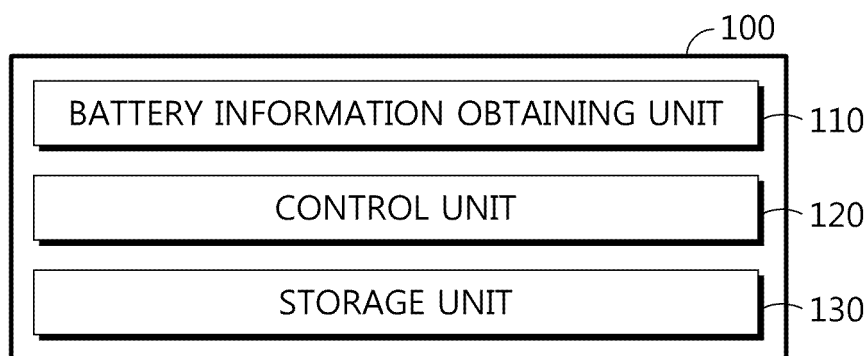 100
BATTERY INFORMATION OBTAINING UNIT
110
CONTROL UNIT
120
STORAGE UNIT
130